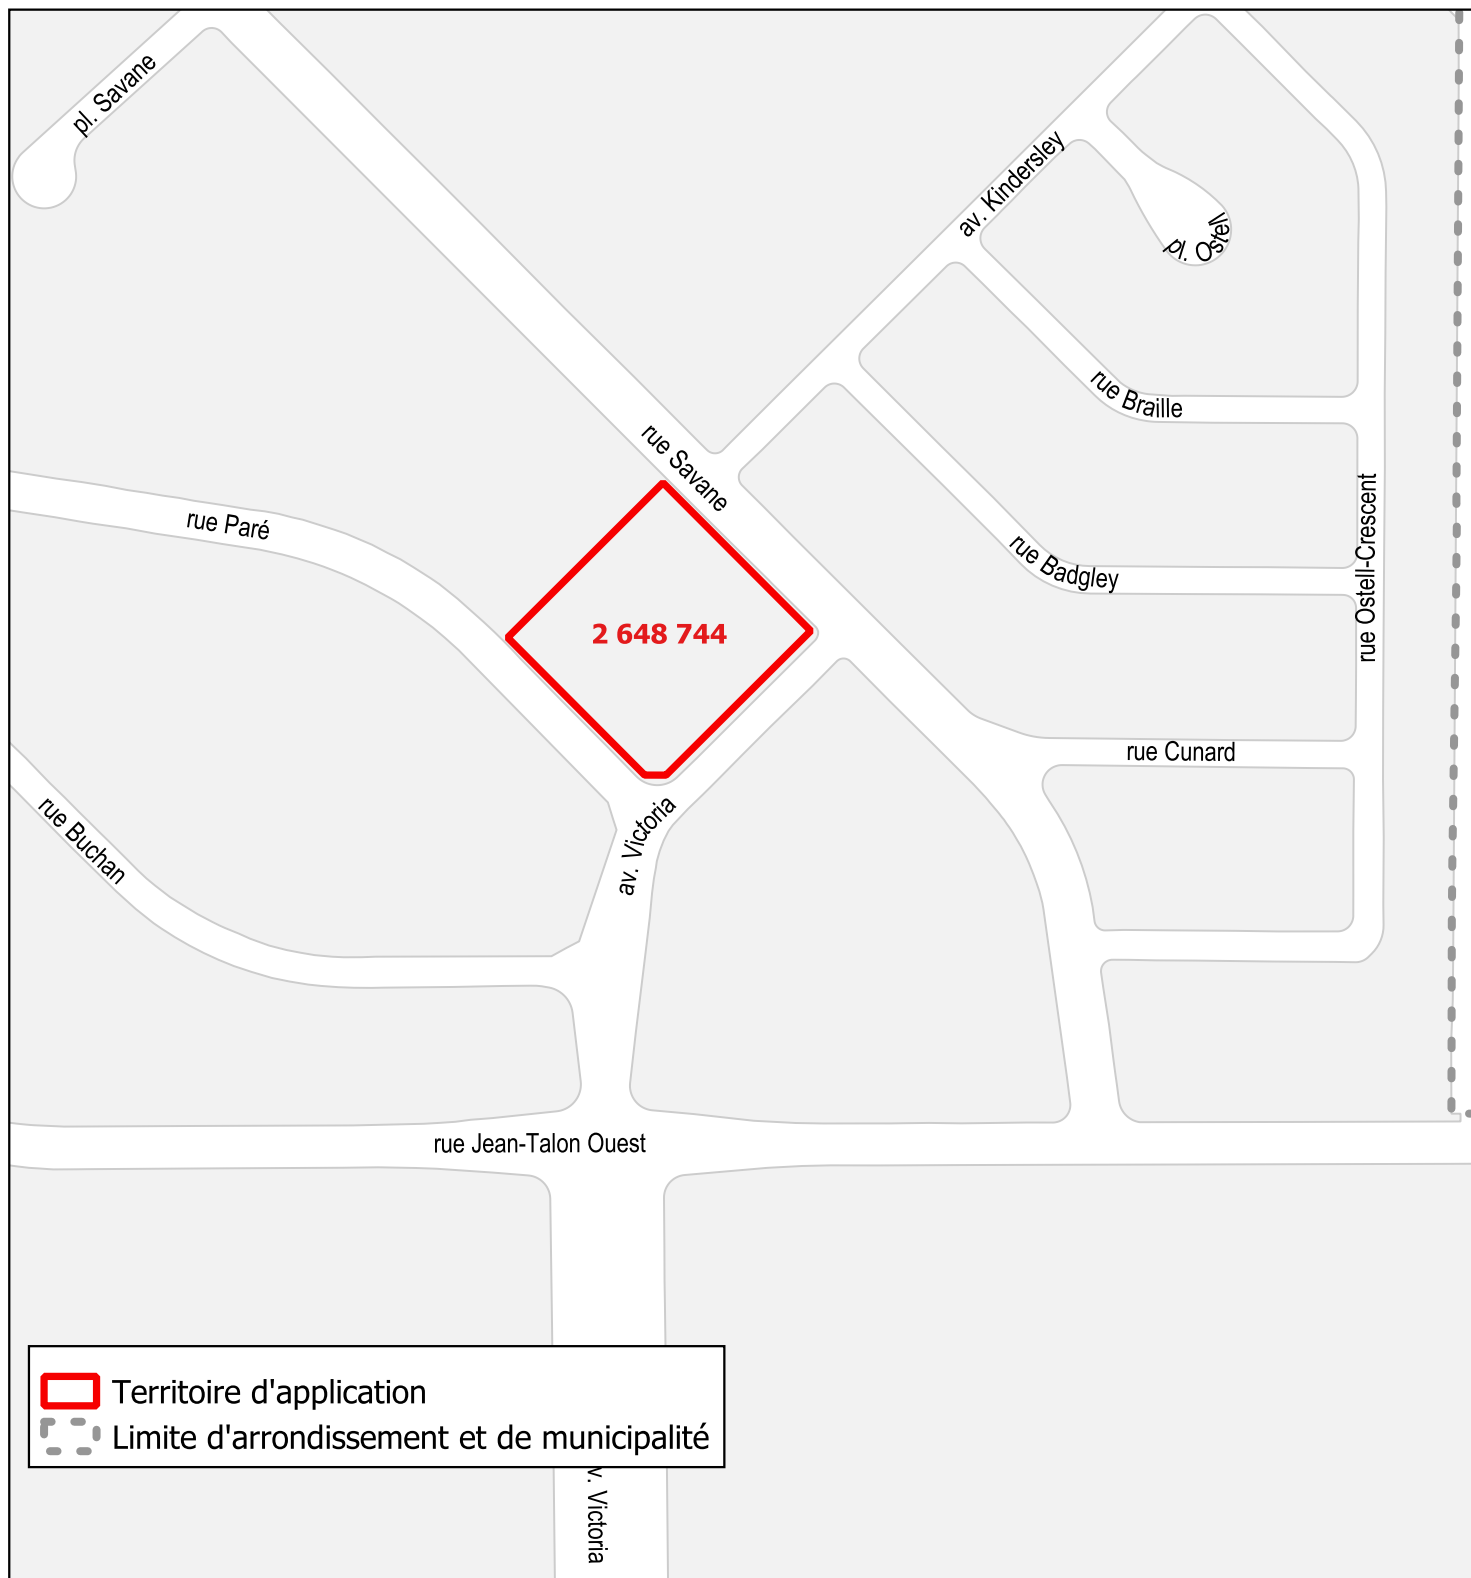 pl. Savane
av. Kindersley
pl. Ostell
rue Braille
rue Savane
rue Paré
rue Ostell-Crescent
rue Badgley
2 648 744
rue Cunard
rue Buchan
av. Victoria
rue Jean-Talon Ouest
Territoire d'application
Limite d'arrondissement et de municipalité
v. Victoria